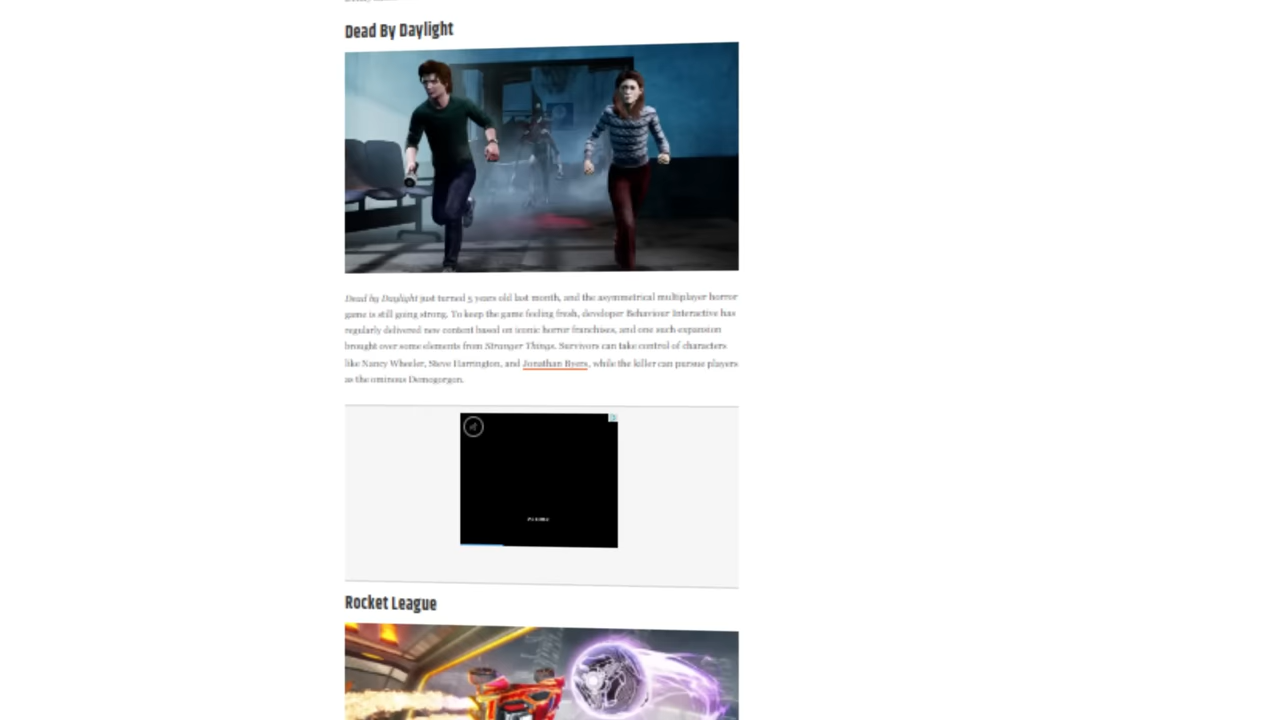 Dead By Daylight
Dead by Daylight just turned 5 years old last month, and the asymmetrical multiplayer horror
game is still going strong. To keep the game feeling fresh, developer Behaviour Interactive has
regularly delivered new content based on iconic horror franchises, and one such expansion
brought over some elements from Stranger Things. Survivors can take control of characters
like Nancy Wheeler, Steve Harrington, and Jonathan Byers, while the killer can pursue players
as the ominous Demogorgon.
Rocket League